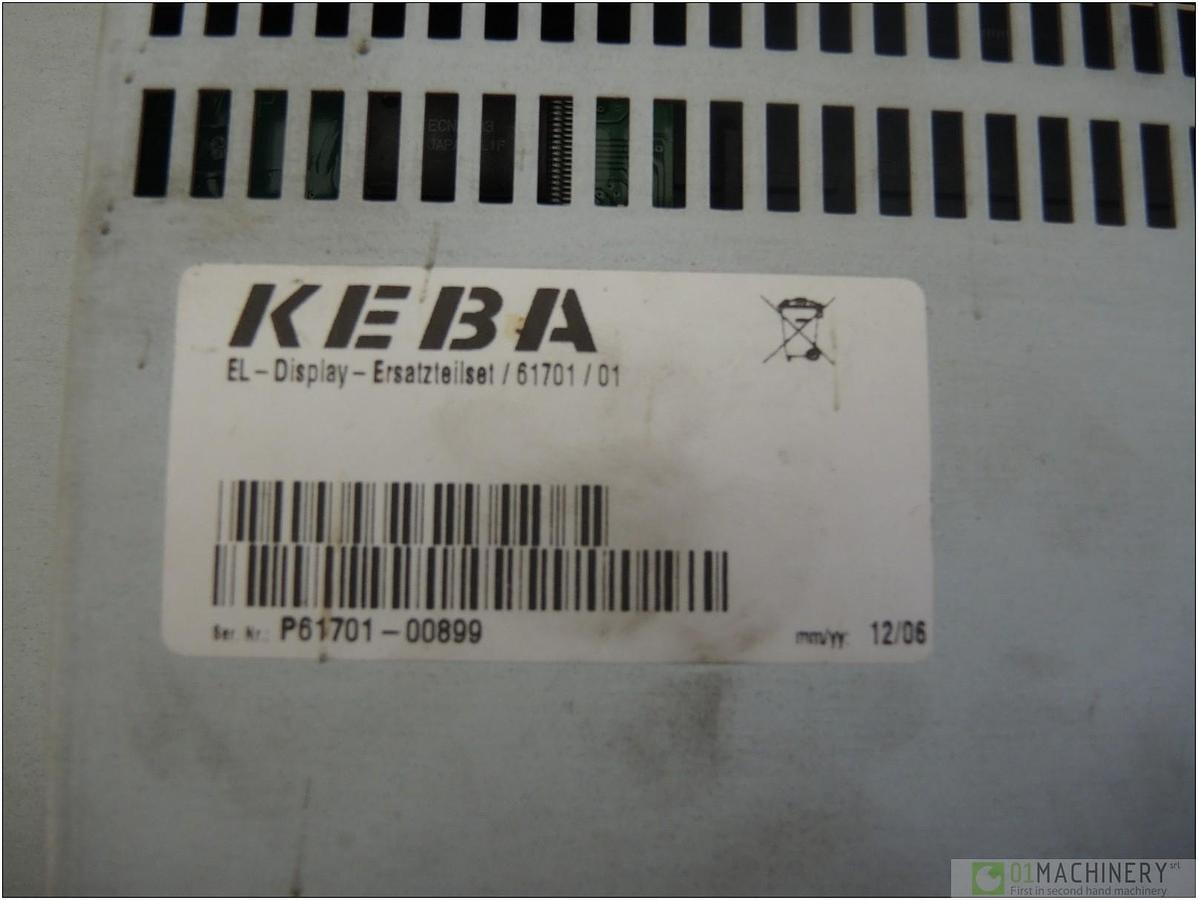 KEBA
EL - Display - Ersatzteilset / 61701 / 01
Ser. Nr.: P61701-00899
mm/yy: 12/06
01MACHINERY srl
First in second hand machinery